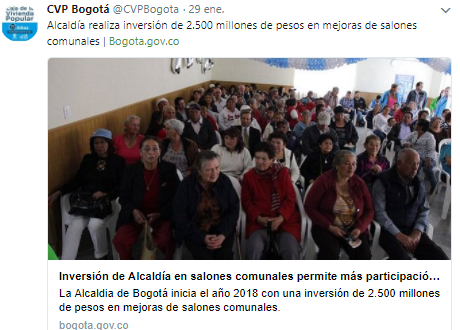 Caja de la
Vivienda
Popular
CVP Bogotá @CVPBogota · 29 ene.
Alcaldía realiza inversión de 2.500 millones de pesos en mejoras de salones
comunales | Bogota.gov.co
Inversión de Alcaldía en salones comunales permite más participació...
La Alcaldia de Bogotá inicia el año 2018 con una inversión de 2.500 millones
de pesos en mejoras de salones comunales.
bogota.gov.co